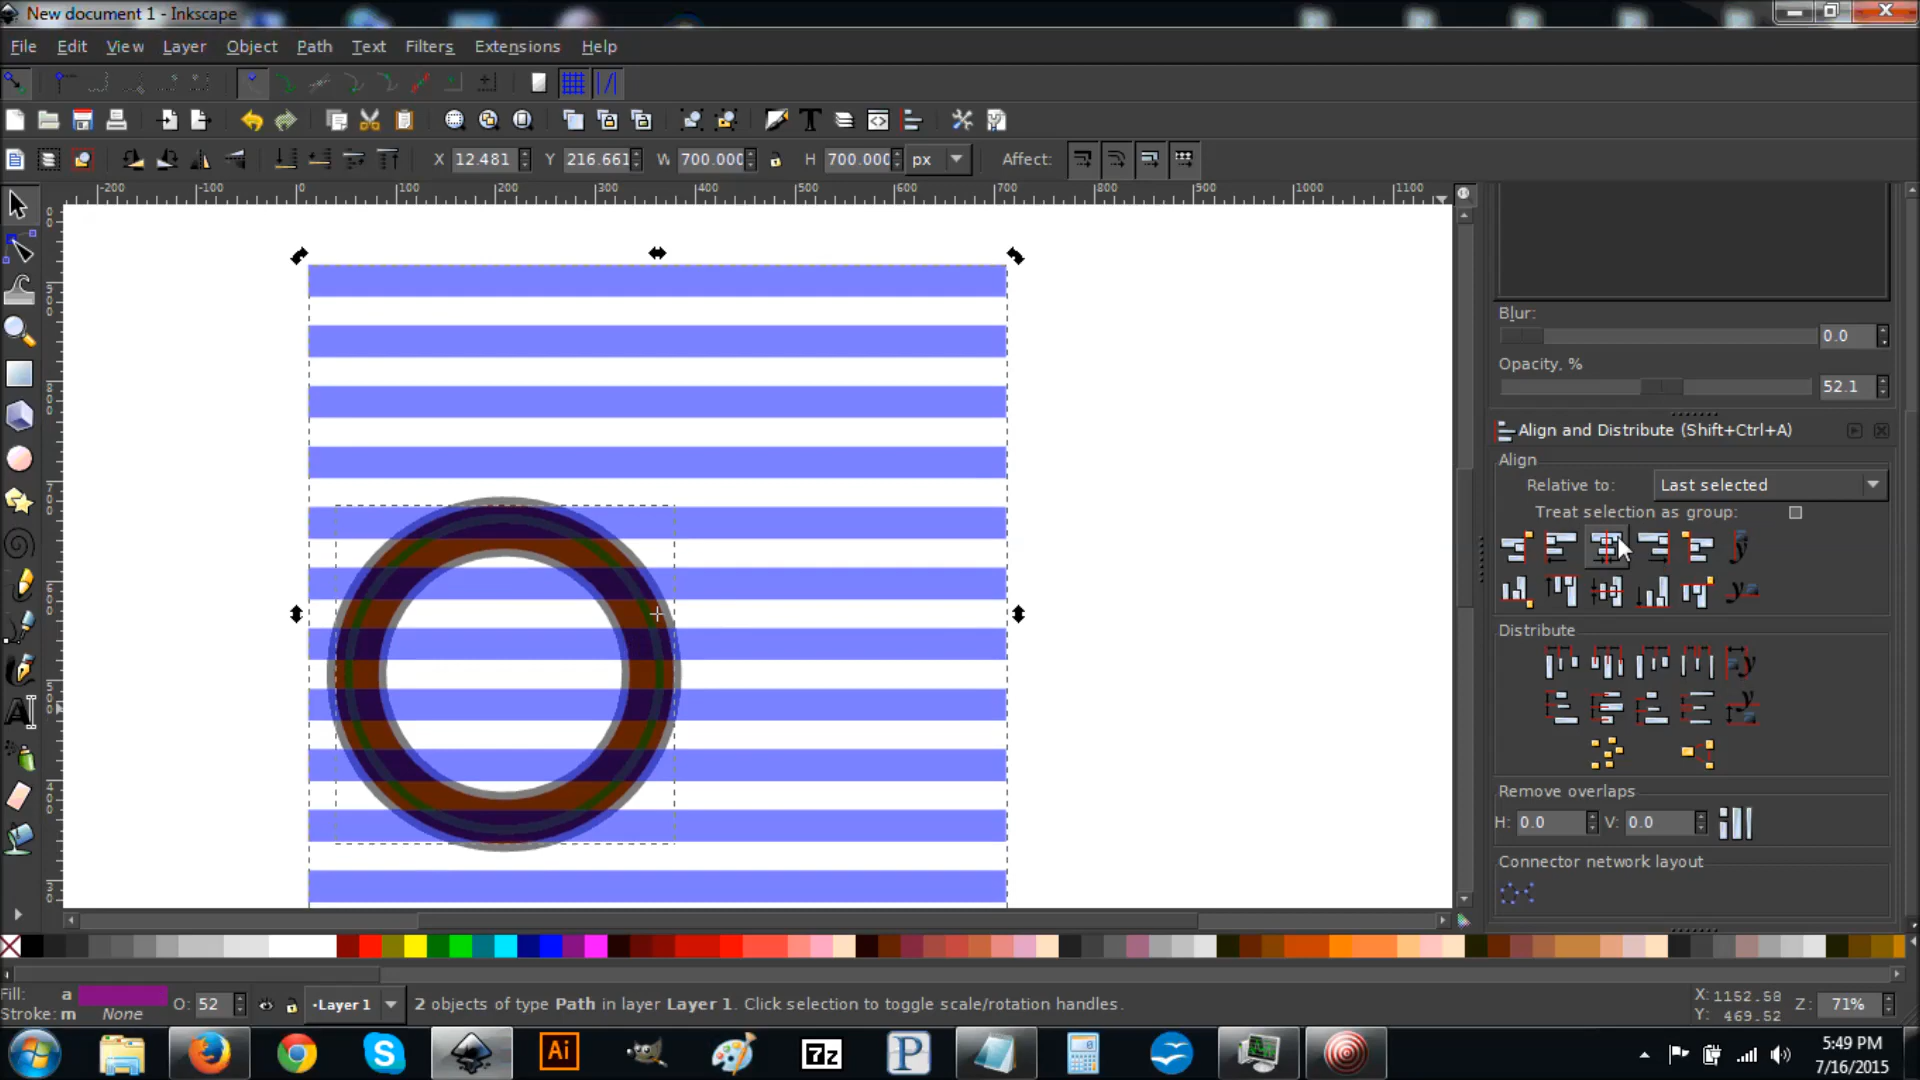 New document 1 - Inkscape
File Edit View Layer Object Path Text Filters Extensions Help
X 12.481 Y 216.661 W 700.000 H 700.000 px Affect:
-200 -100 0 100 200 300 400 500 600 700 800 900 1000 1100
Blur:
0.0
Opacity, %
52.1
Align and Distribute (Shift+Ctrl+A)
Align
Relative to: Last selected
Treat selection as group:
Distribute
Remove overlaps
H: 0.0 V: 0.0
Connector network layout
Fill: a O: 52 Layer 1 2 objects of type Path in layer Layer 1. Click selection to toggle scale/rotation handles. X: 1152.58 Z: 71%
Stroke: m None Y: 469.52
Ai 7z P
5:49 PM
7/16/2015